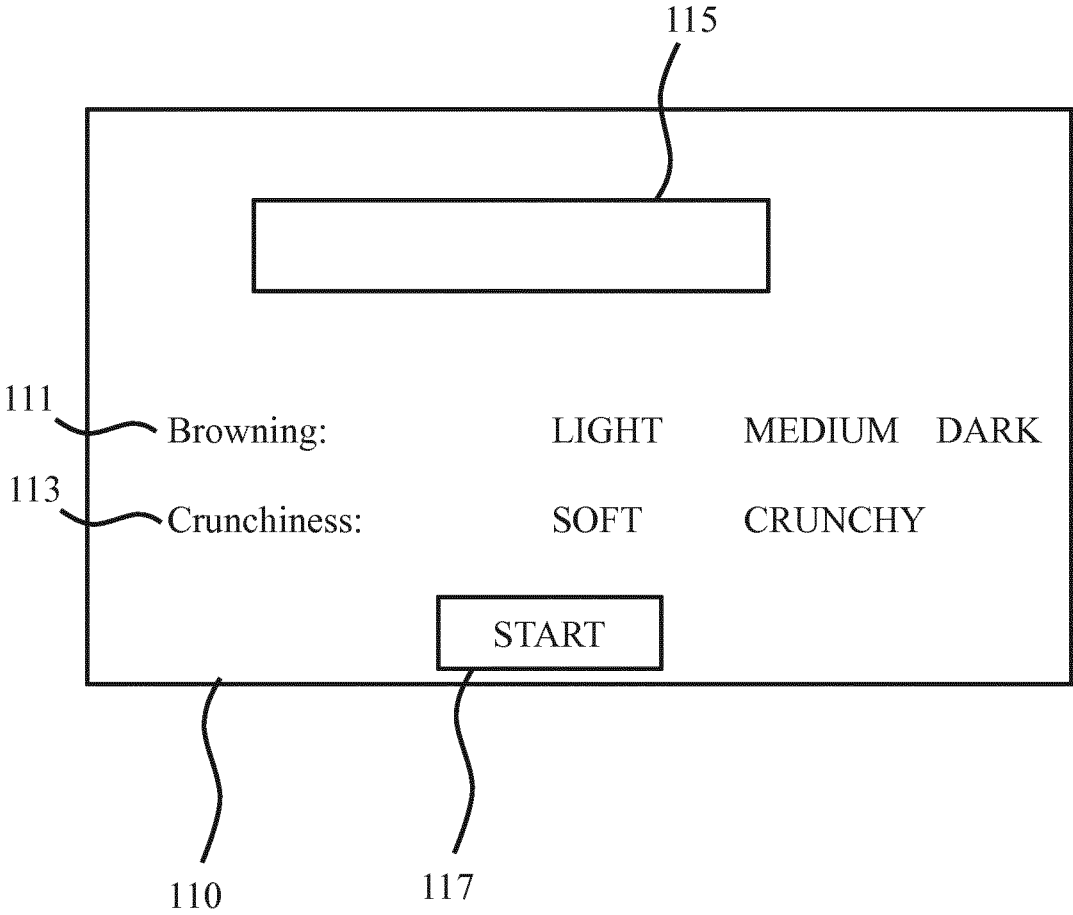 115
111
Browning: LIGHT MEDIUM DARK
113
Crunchiness: SOFT CRUNCHY
START
110
117